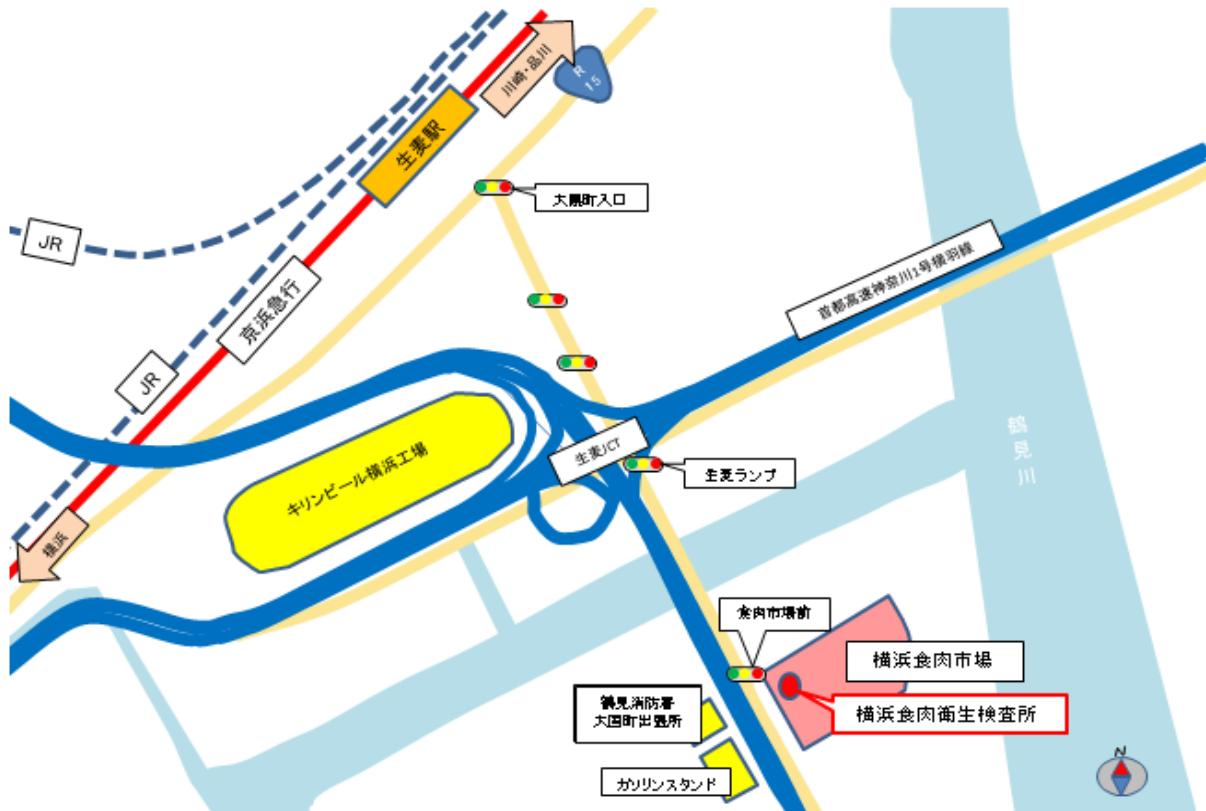 川崎・品川
R
15
生麦駅
大黒町入口
JR
京浜急行
首都高速神奈川1号横羽線
JR
キリンビール横浜工場
生麦JCT
生麦ランプ
鶴見川
横浜
食肉市場前
横浜食肉市場
横浜食肉衛生検査所
鶴見消防署
大国町出張所
ガソリンスタンド
N